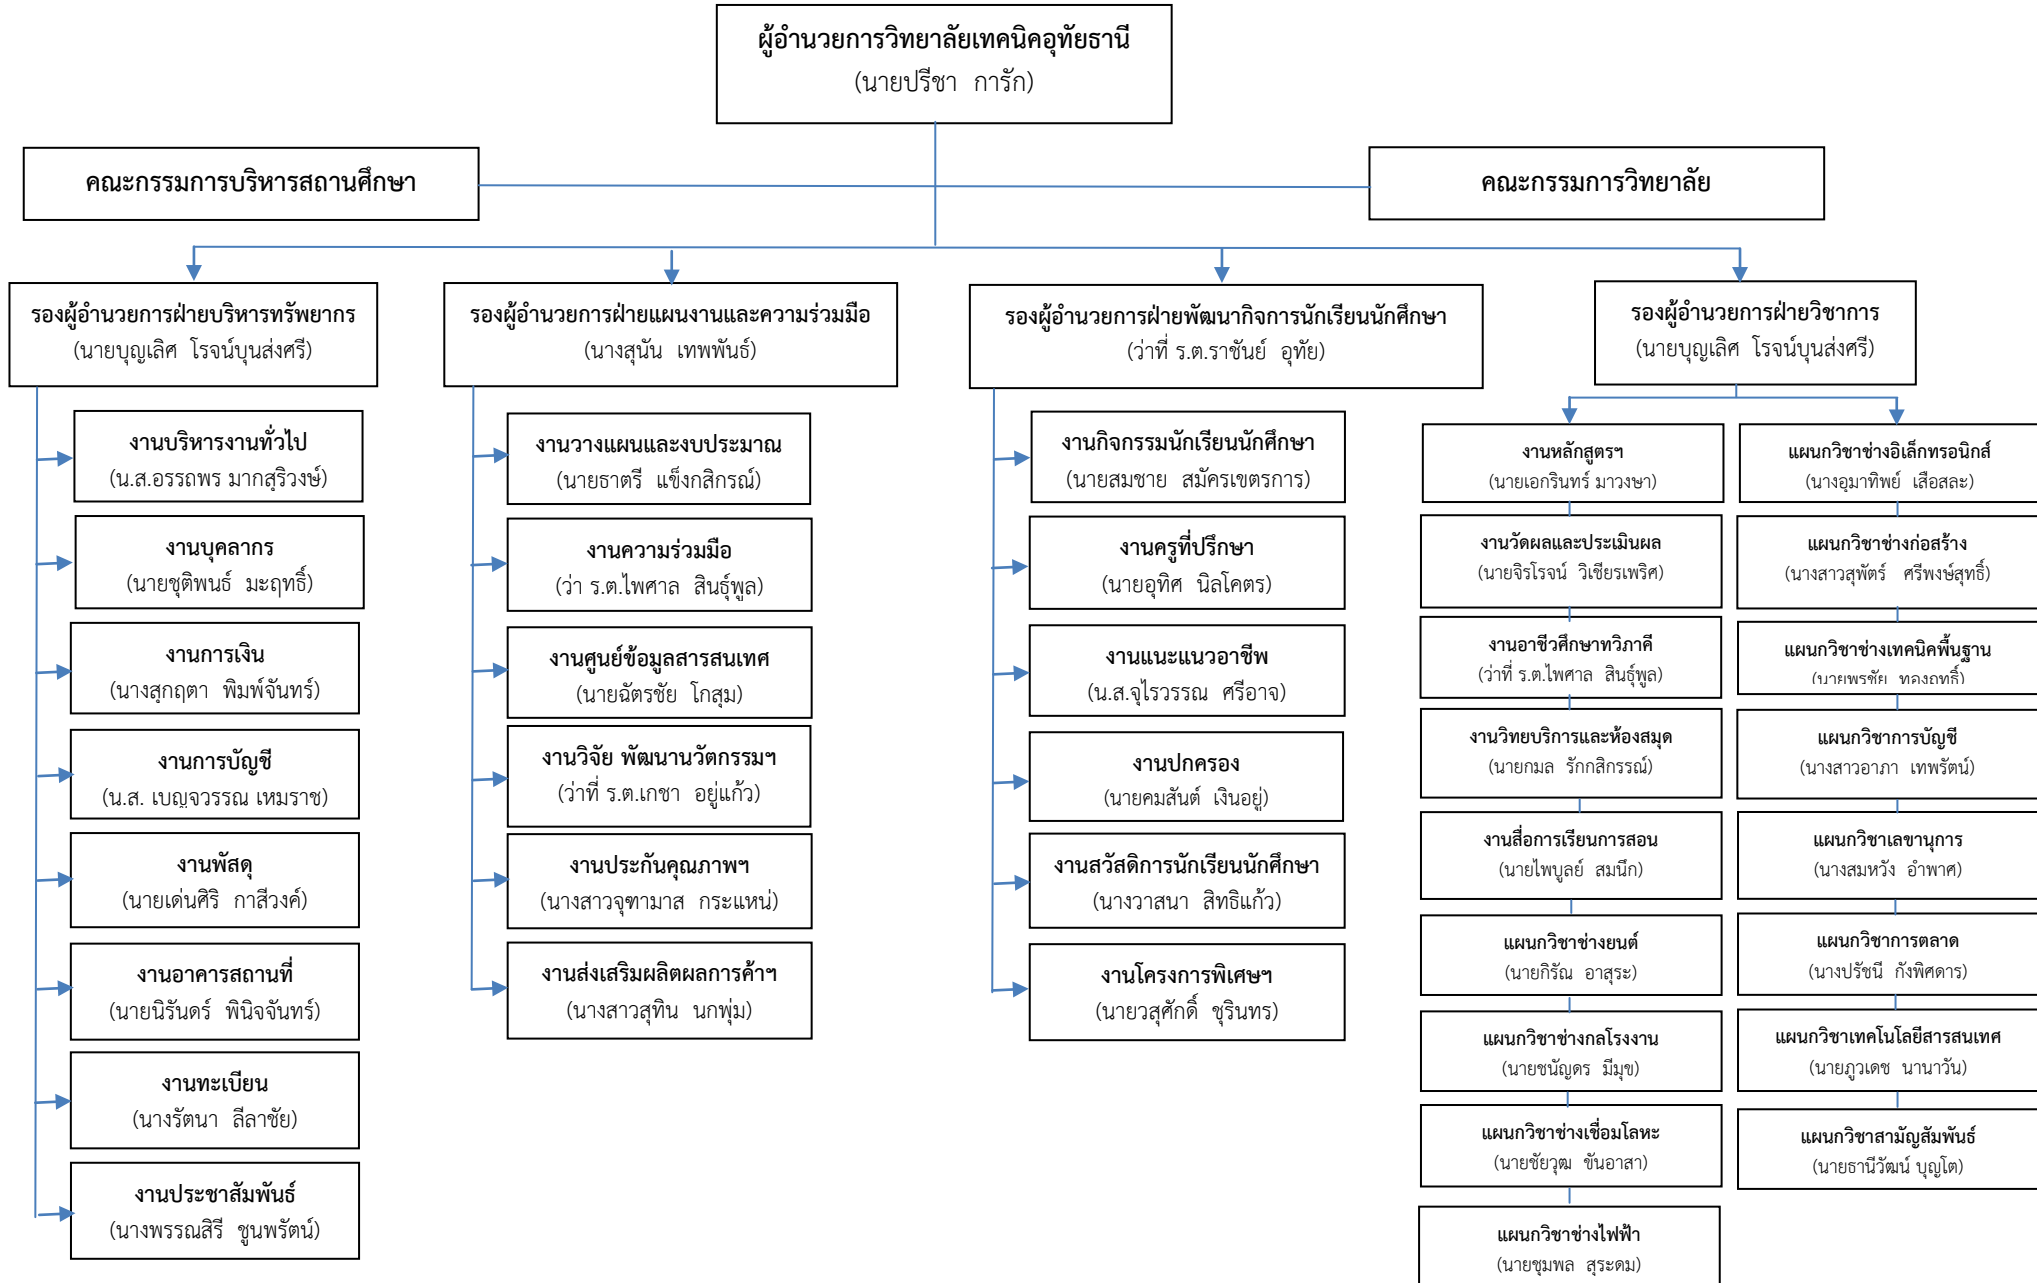 ผู้อำนวยการวิทยาลัยเทคนิคอุทัยธานี
(นายปรีชา การัก)
คณะกรรมการบริหารสถานศึกษา
คณะกรรมการวิทยาลัย
รองผู้อำนวยการฝ่ายบริหารทรัพยากร
(นายบุญเลิศ โรจน์บุนส่งศรี)
งานบริหารงานทั่วไป
(น.ส.อรรถพร มากสุริวงษ์)
งานบุคลากร
(นายชุติพนธ์ มะฤทธิ์)
งานการเงิน
(นางสุกฤตา พิมพ์จันทร์)
งานการบัญชี
(น.ส. เบญจวรรณ เหมราช)
งานพัสดุ
(นายเด่นศิริ กาสีวงค์)
งานอาคารสถานที่
(นายนิรันดร์ พินิจจันทร์)
งานทะเบียน
(นางรัตนา ลีลาชัย)
งานประชาสัมพันธ์
(นางพรรณสิรี ชูนพรัตน์)
รองผู้อำนวยการฝ่ายแผนงานและความร่วมมือ
(นางสุนัน เทพพันธ์)
งานวางแผนและงบประมาณ
(นายธาตรี แข็งกสิกรณ์)
งานความร่วมมือ
(ว่า ร.ต.ไพศาล สินธุ์พูล)
งานศูนย์ข้อมูลสารสนเทศ
(นายฉัตรชัย โกสุม)
งานวิจัย พัฒนานวัตกรรมฯ
(ว่าที่ ร.ต.เกชา อยู่แก้ว)
งานประกันคุณภาพฯ
(นางสาวจุฑามาส กระแหน่)
งานส่งเสริมผลิตผลการค้าฯ
(นางสาวสุทิน นกพุ่ม)
รองผู้อำนวยการฝ่ายพัฒนากิจการนักเรียนนักศึกษา
(ว่าที่ ร.ต.ราชันย์ อุทัย)
งานกิจกรรมนักเรียนนักศึกษา
(นายสมชาย สมัครเขตรการ)
งานครูที่ปรึกษา
(นายอุทิศ นิลโคตร)
งานแนะแนวอาชีพ
(น.ส.จุไรวรรณ ศรีอาจ)
งานปกครอง
(นายคมสันต์ เงินอยู่)
งานสวัสดิการนักเรียนนักศึกษา
(นางวาสนา สิทธิแก้ว)
งานโครงการพิเศษฯ
(นายวสุศักดิ์ ชุรินทร)
รองผู้อำนวยการฝ่ายวิชาการ
(นายบุญเลิศ โรจน์บุนส่งศรี)
งานหลักสูตรฯ
(นายเอกรินทร์ มาวงษา)
งานวัดผลและประเมินผล
(นายจิรโรจน์ วิเชียรเพริศ)
งานอาชีวศึกษาทวิภาคี
(ว่าที่ ร.ต.ไพศาล สินธุ์พูล)
งานวิทยบริการและห้องสมุด
(นายกมล รักกสิกรรณ์)
งานสื่อการเรียนการสอน
(นายไพบูลย์ สมนึก)
แผนกวิชาช่างยนต์
(นายกิรัณ อาสุระ)
แผนกวิชาช่างกลโรงงาน
(นายชนัญดร มีมุข)
แผนกวิชาช่างเชื่อมโลหะ
(นายชัยวุฒ ขันอาสา)
แผนกวิชาช่างไฟฟ้า
(นายชุมพล สุระดม)
แผนกวิชาช่างอิเล็กทรอนิกส์
(นางอุมาทิพย์ เสือสละ)
แผนกวิชาช่างก่อสร้าง
(นางสาวสุพัตร์ ศรีพงษ์สุทธิ์)
แผนกวิชาช่างเทคนิคพื้นฐาน
(นายพรชัย ทองฤทธิ์)
แผนกวิชาการบัญชี
(นางสาวอาภา เทพรัตน์)
แผนกวิชาเลขานุการ
(นางสมหวัง อำพาศ)
แผนกวิชาการตลาด
(นางปรัชนี กังพิศดาร)
แผนกวิชาเทคโนโลยีสารสนเทศ
(นายภูวเดช นานาวัน)
แผนกวิชาสามัญสัมพันธ์
(นายธานีวัฒน์ บุญโต)